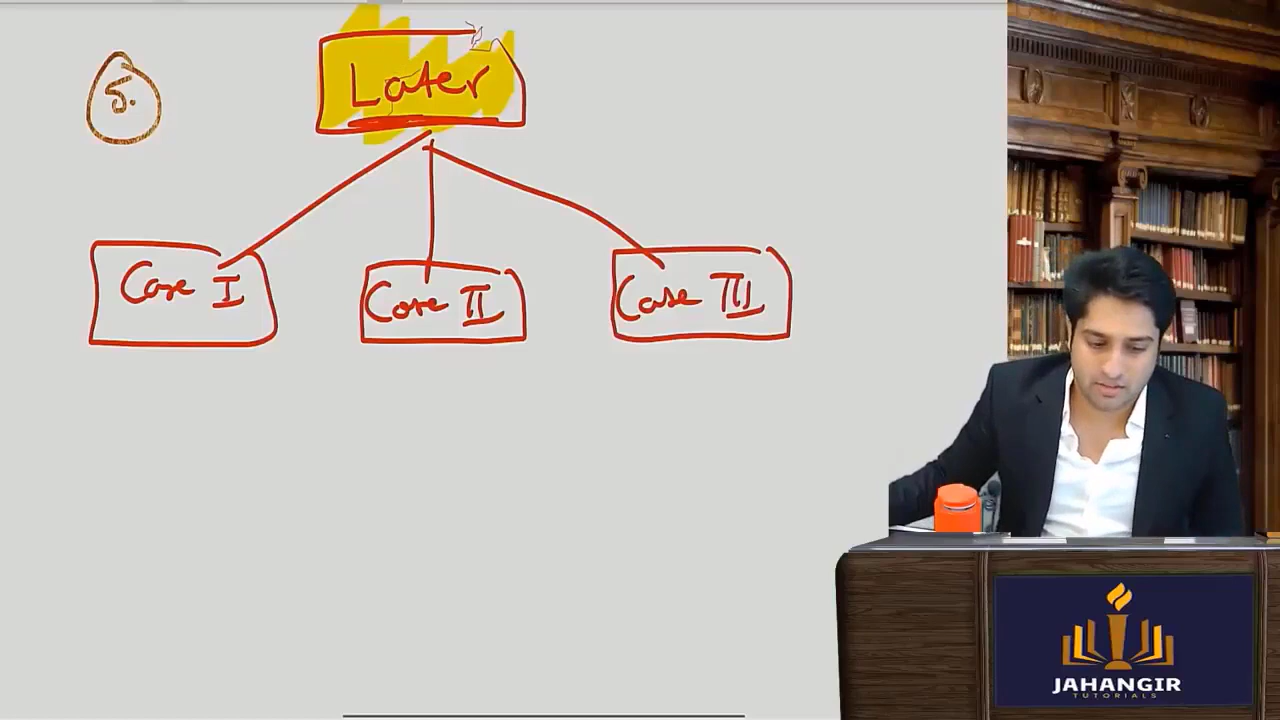 5.
Later
Case I
Case II
Case III
JAHANGIR
TUTORIALS